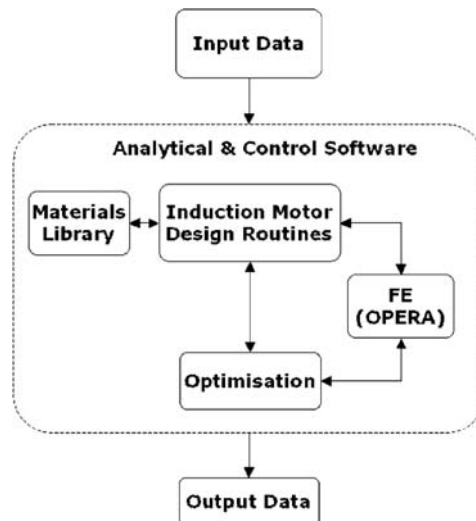 Input Data
Analytical & Control Software
Materials
Library
Induction Motor
Design Routines
FE
(OPERA)
Optimisation
Output Data